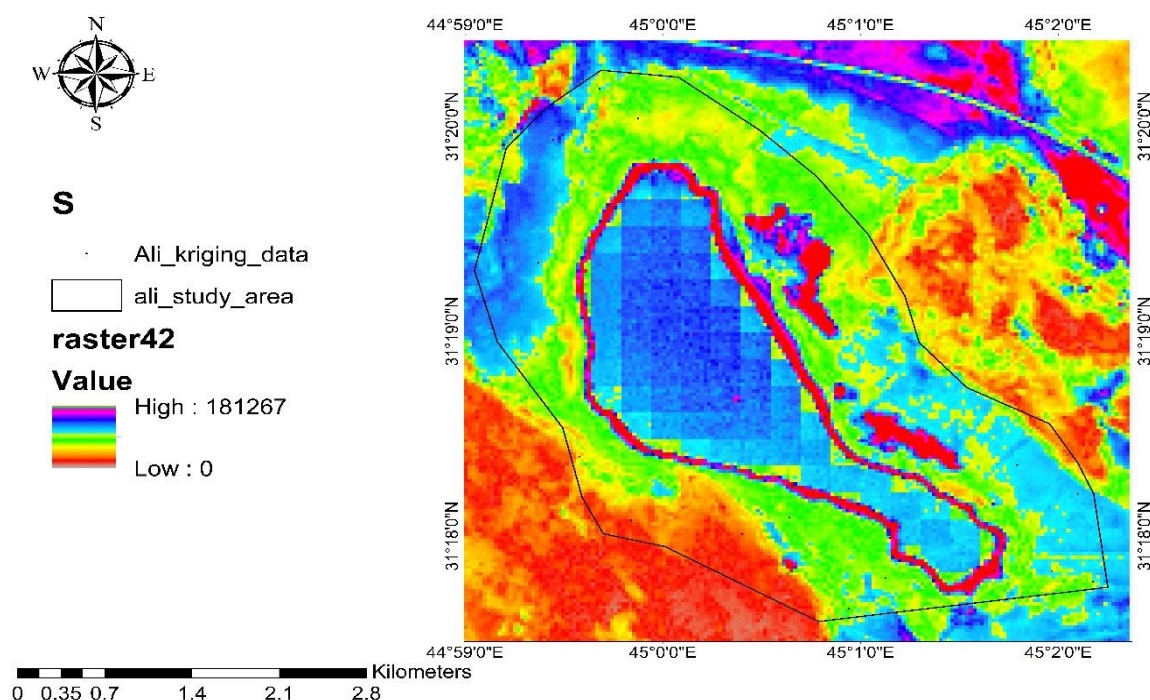 N
W
E
S
S
Ali_kriging_data
ali_study_area
raster42
Value
High : 181267
Low : 0
Kilometers
0 0.35 0.7 1.4 2.1 2.8
44°59'0"E 45°0'0"E 45°1'0"E 45°2'0"E
31°20'0"N
31°19'0"N
31°18'0"N
31°20'0"N
31°19'0"N
31°18'0"N
44°59'0"E 45°0'0"E 45°1'0"E 45°2'0"E